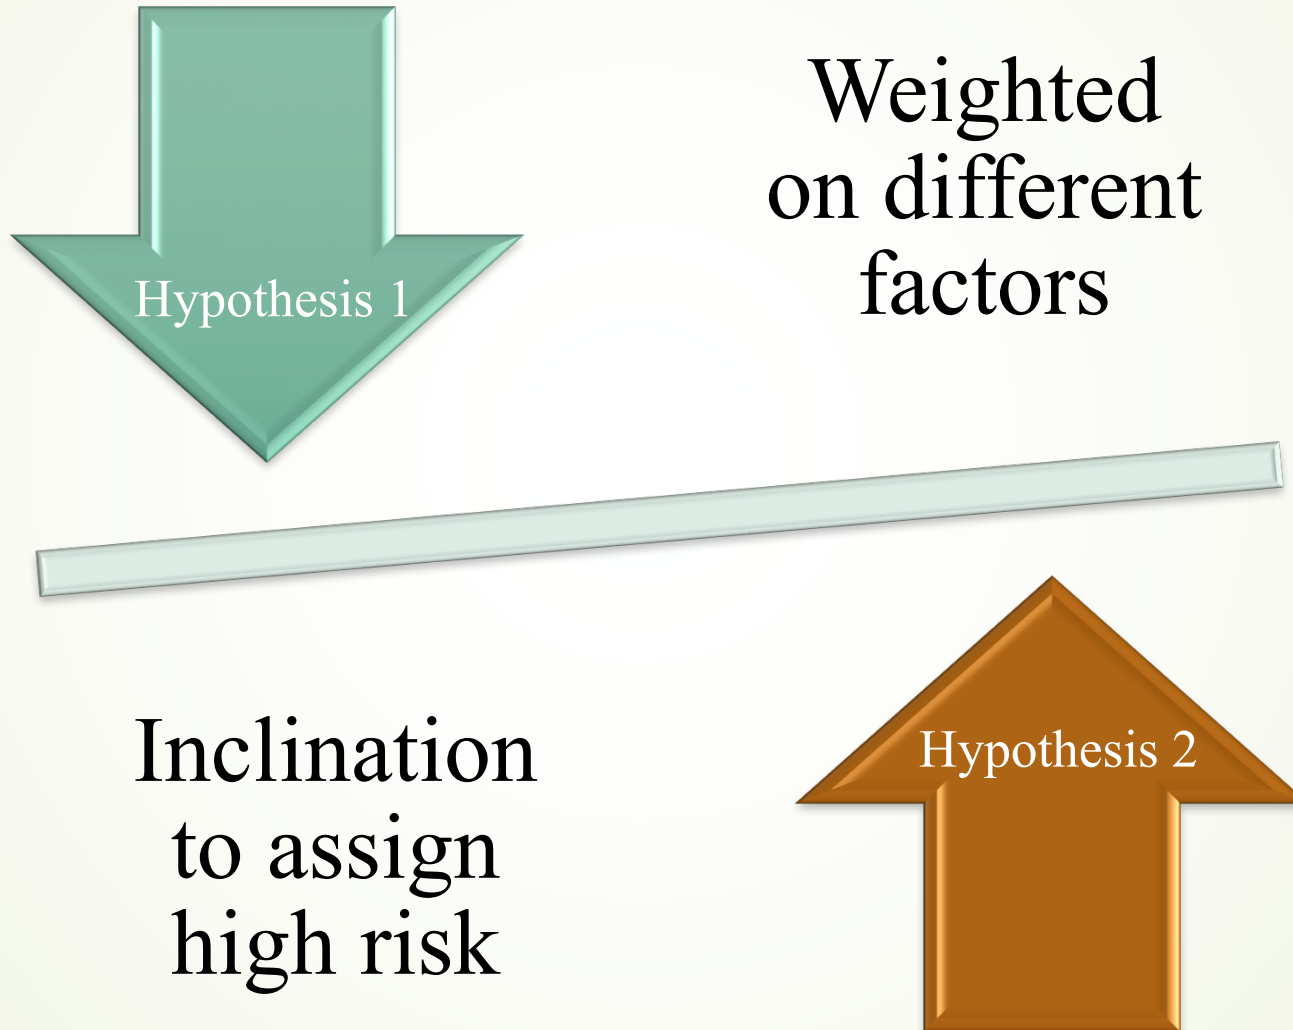 Hypothesis 1
Weighted
on different
factors
Inclination
to assign
high risk
Hypothesis 2